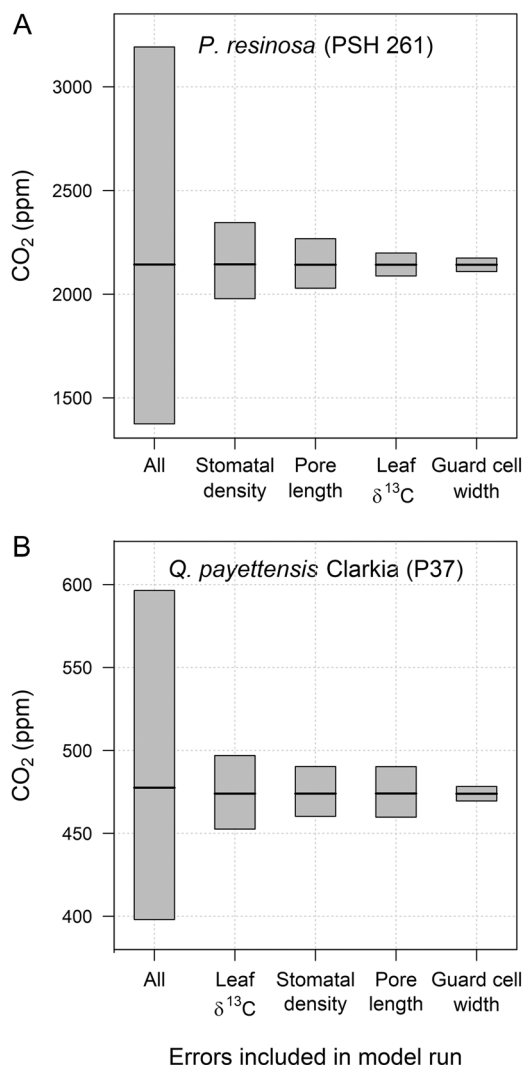 A
P. resinosa (PSH 261)
CO₂ (ppm)
3000
2500
2000
1500
All
Stomatal
density
Pore
length
Leaf
δ¹³C
Guard cell
width
B
Q. payettensis Clarkia (P37)
CO₂ (ppm)
600
550
500
450
400
All
Leaf
δ¹³C
Stomatal
density
Pore
length
Guard cell
width
Errors included in model run